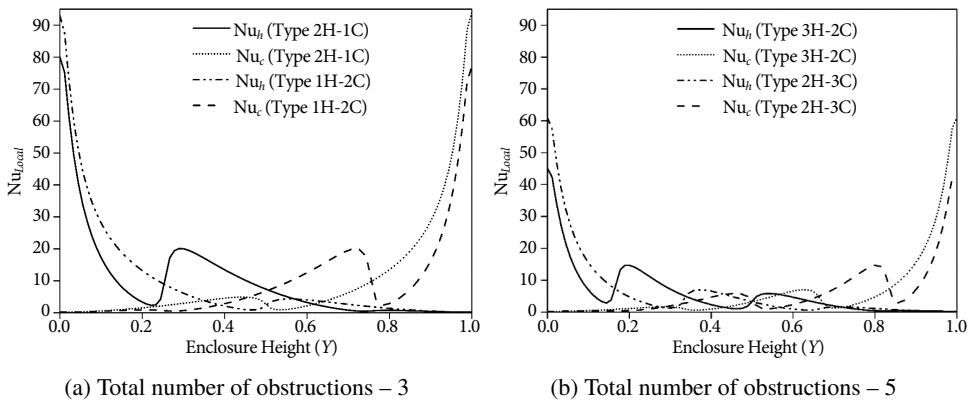 90
80
70
60
50
40
30
20
10
0
Nu_Local
0.0 0.2 0.4 0.6 0.8 1.0
Enclosure Height (Y)
Nu_h (Type 2H-1C)
Nu_c (Type 2H-1C)
Nu_h (Type 1H-2C)
Nu_c (Type 1H-2C)
(a) Total number of obstructions – 3
90
80
70
60
50
40
30
20
10
0
Nu_Local
0.0 0.2 0.4 0.6 0.8 1.0
Enclosure Height (Y)
Nu_h (Type 3H-2C)
Nu_c (Type 3H-2C)
Nu_h (Type 2H-3C)
Nu_c (Type 2H-3C)
(b) Total number of obstructions – 5